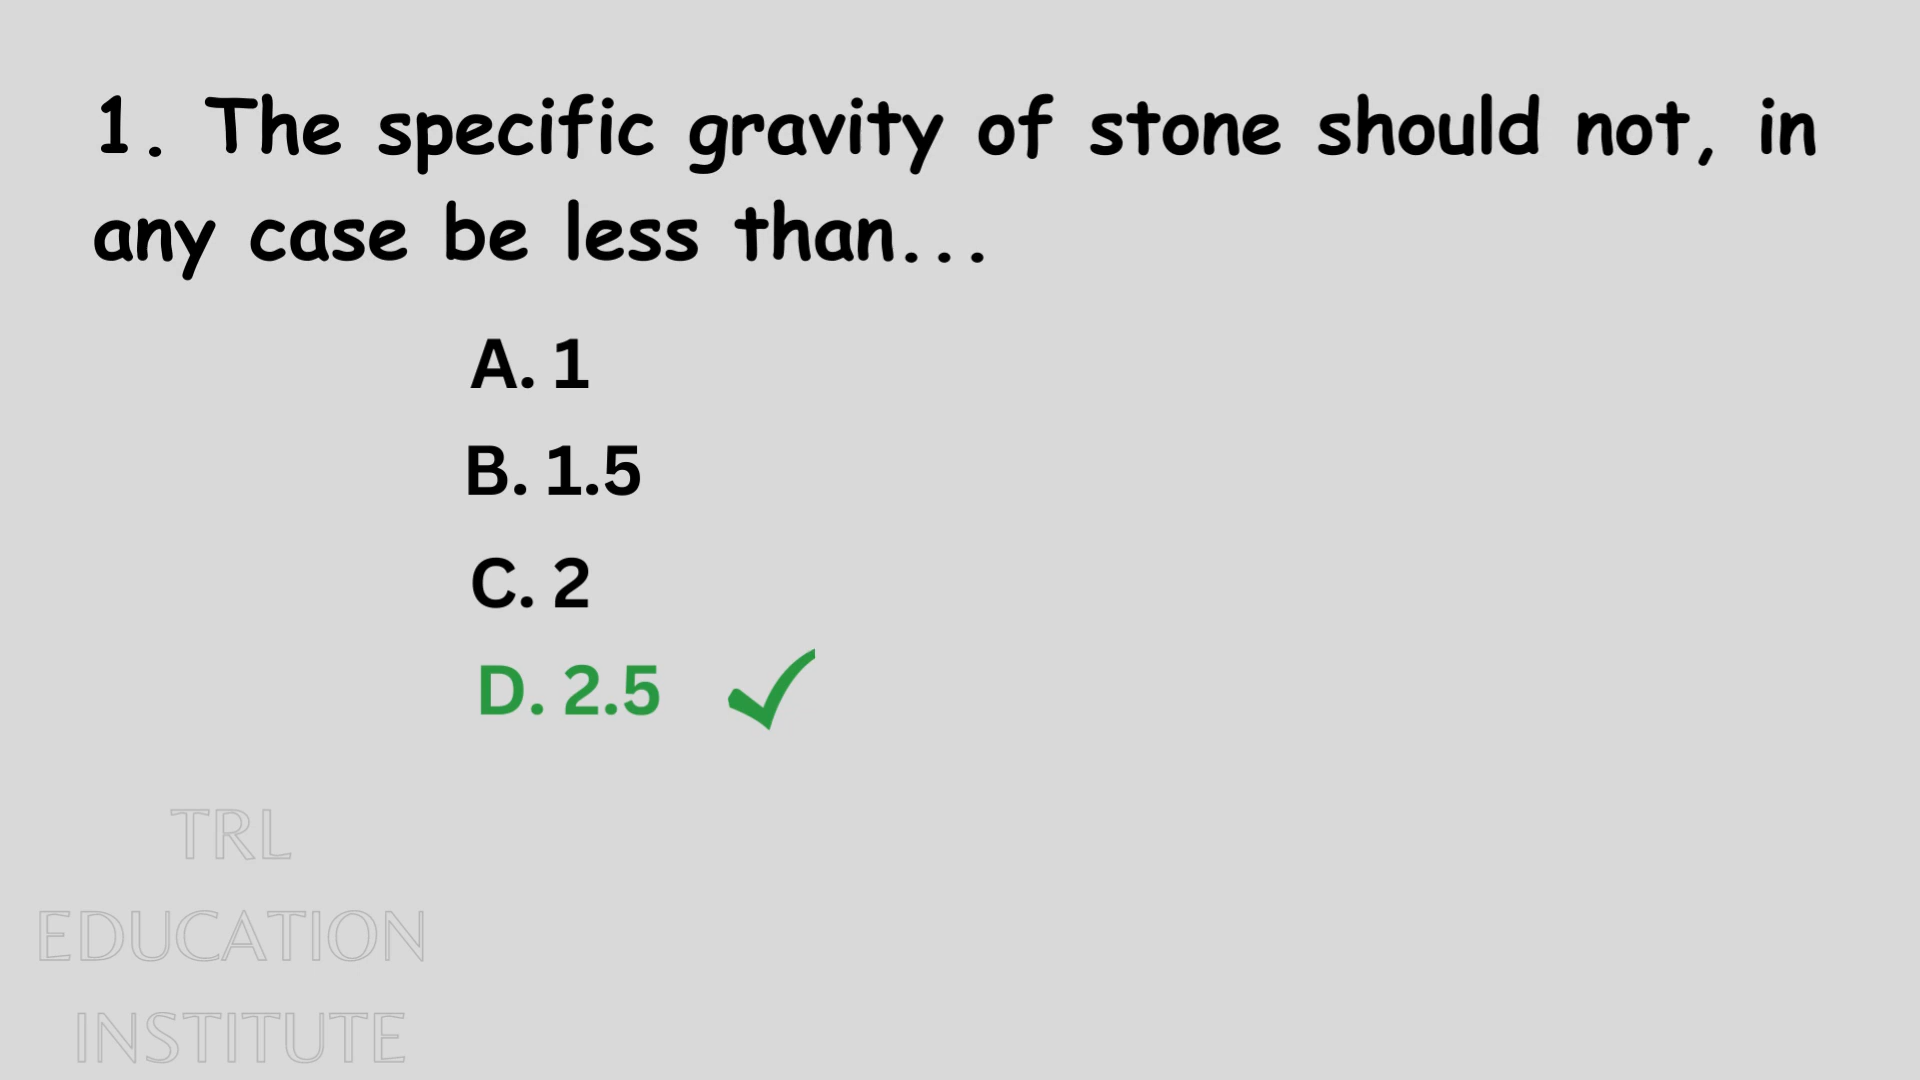 1. The specific gravity of stone should not, in
any case be less than...
A. 1
B. 1.5
C. 2
D. 2.5
TRL
EDUCATION
INSTITUTE